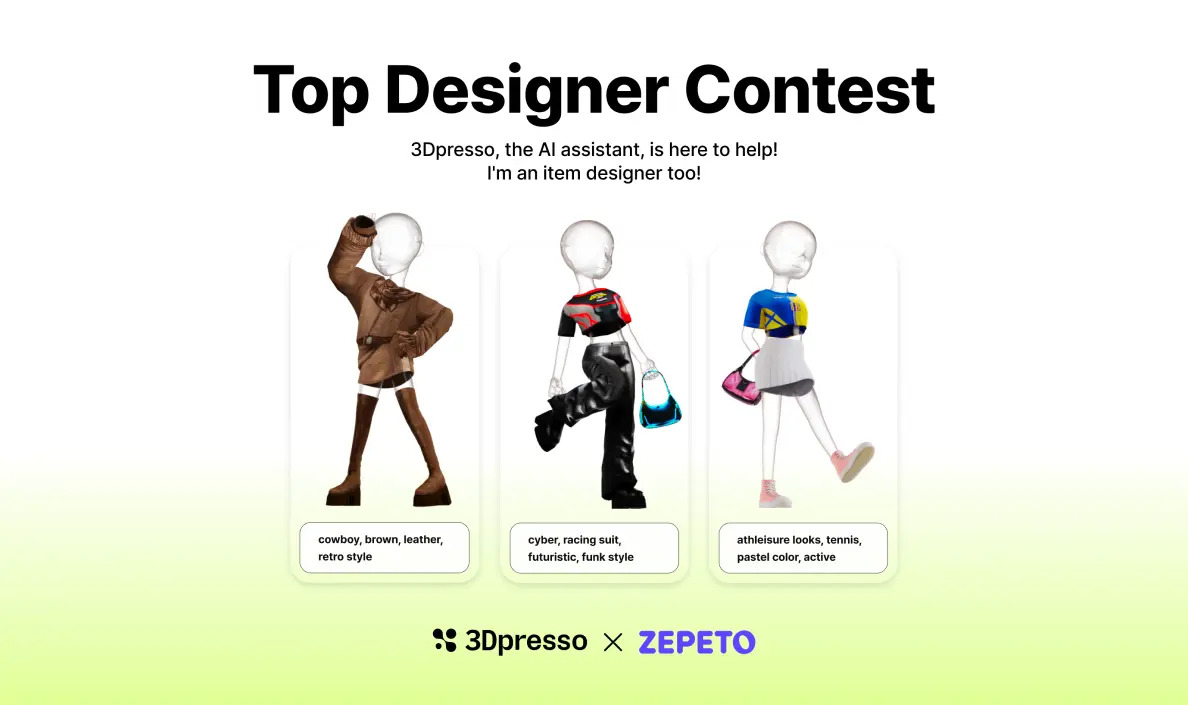 Top Designer Contest
3Dpresso, the AI assistant, is here to help!
I'm an item designer too!
cowboy, brown, leather,
retro style
cyber, racing suit,
futuristic, funk style
athleisure looks, tennis,
pastel color, active
3Dpresso × ZEPETO